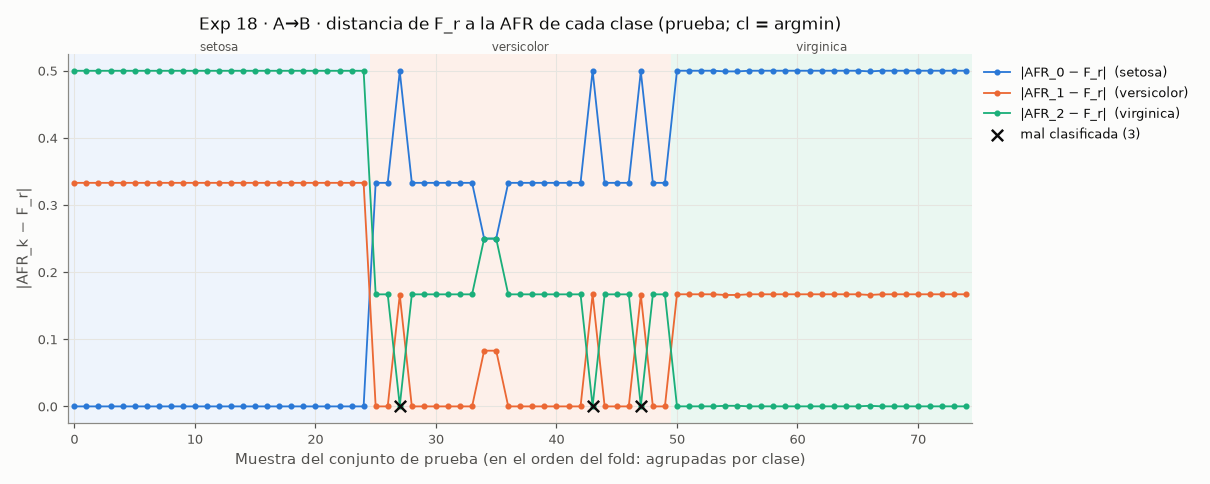 Exp 18 · A→B · distancia de F_r a la AFR de cada clase (prueba; cl = argmin)
setosa versicolor virginica
|AFR_0 − F_r| (setosa)
|AFR_1 − F_r| (versicolor)
|AFR_2 − F_r| (virginica)
mal clasificada (3)
|AFR_k − F_r|
0.5
0.4
0.3
0.2
0.1
0.0
0 10 20 30 40 50 60 70
Muestra del conjunto de prueba (en el orden del fold: agrupadas por clase)